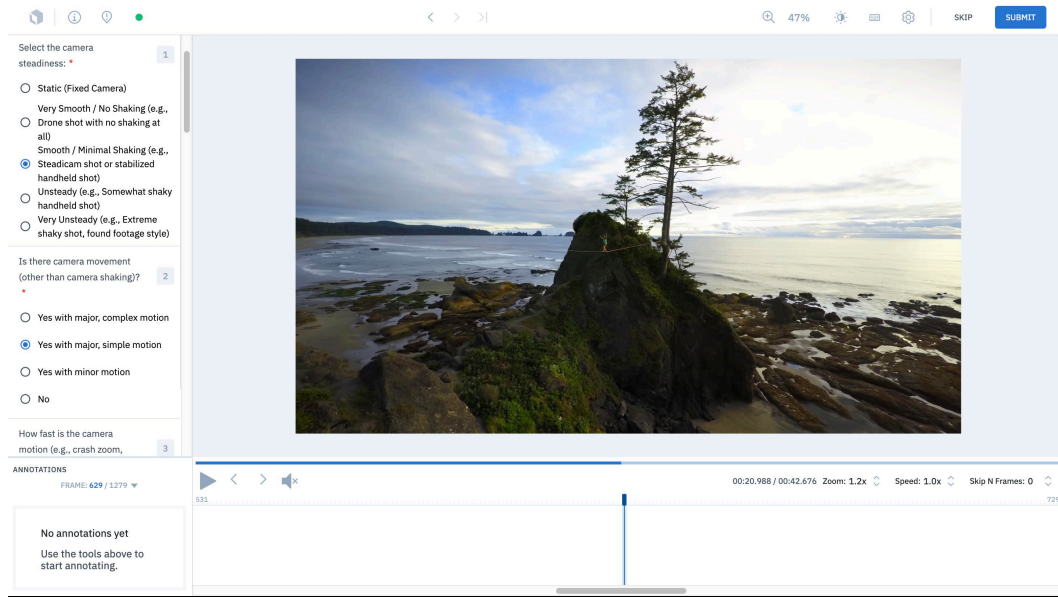 47%
SKIP
SUBMIT
Select the camera
steadiness: *
1
Static (Fixed Camera)
Very Smooth / No Shaking (e.g.,
Drone shot with no shaking at
all)
Smooth / Minimal Shaking (e.g.,
Steadicam shot or stabilized
handheld shot)
Unsteady (e.g., Somewhat shaky
handheld shot)
Very Unsteady (e.g., Extreme
shaky shot, found footage style)
Is there camera movement
(other than camera shaking)?
*
2
Yes with major, complex motion
Yes with major, simple motion
Yes with minor motion
No
How fast is the camera
motion (e.g., crash zoom,
3
ANNOTATIONS
FRAME: 629 / 1279
No annotations yet
Use the tools above to
start annotating.
00:20.988 / 00:42.676 Zoom: 1.2x Speed: 1.0x Skip N Frames: 0
531
729